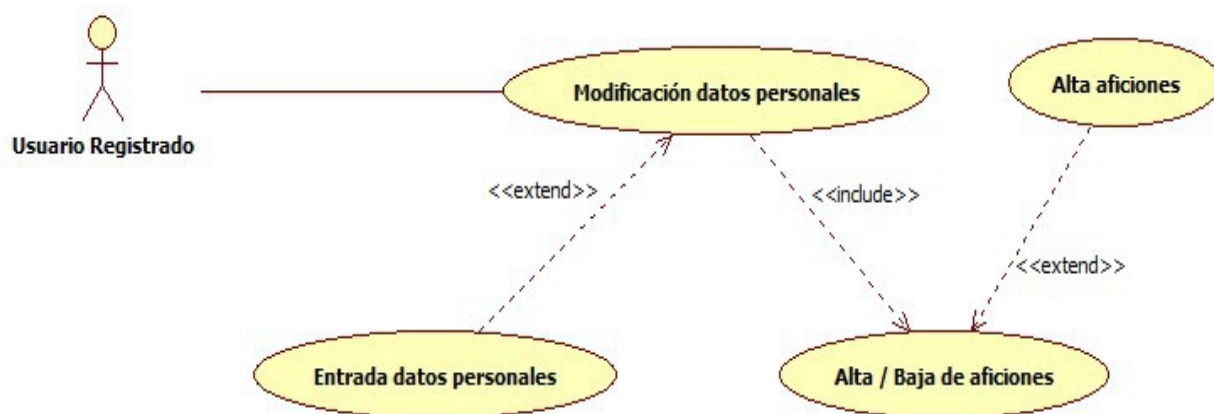 Modificación datos personales
Alta aficiones
Usuario Registrado
<<extend>>
<<include>>
<<extend>>
Entrada datos personales
Alta / Baja de aficiones